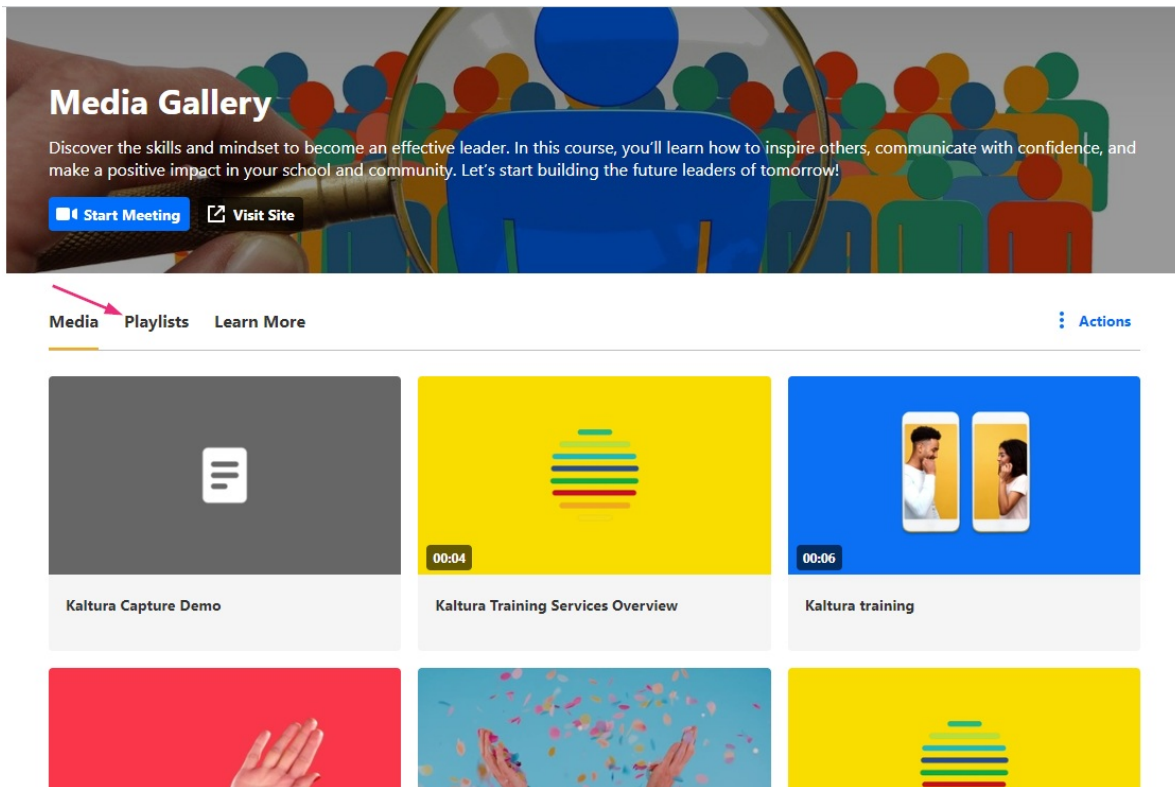 Media Gallery
Discover the skills and mindset to become an effective leader. In this course, you'll learn how to inspire others, communicate with confidence, and
make a positive impact in your school and community. Let's start building the future leaders of tomorrow!
Start Meeting Visit Site
Media Playlists Learn More Actions
00:04 00:06
Kaltura Capture Demo Kaltura Training Services Overview Kaltura training